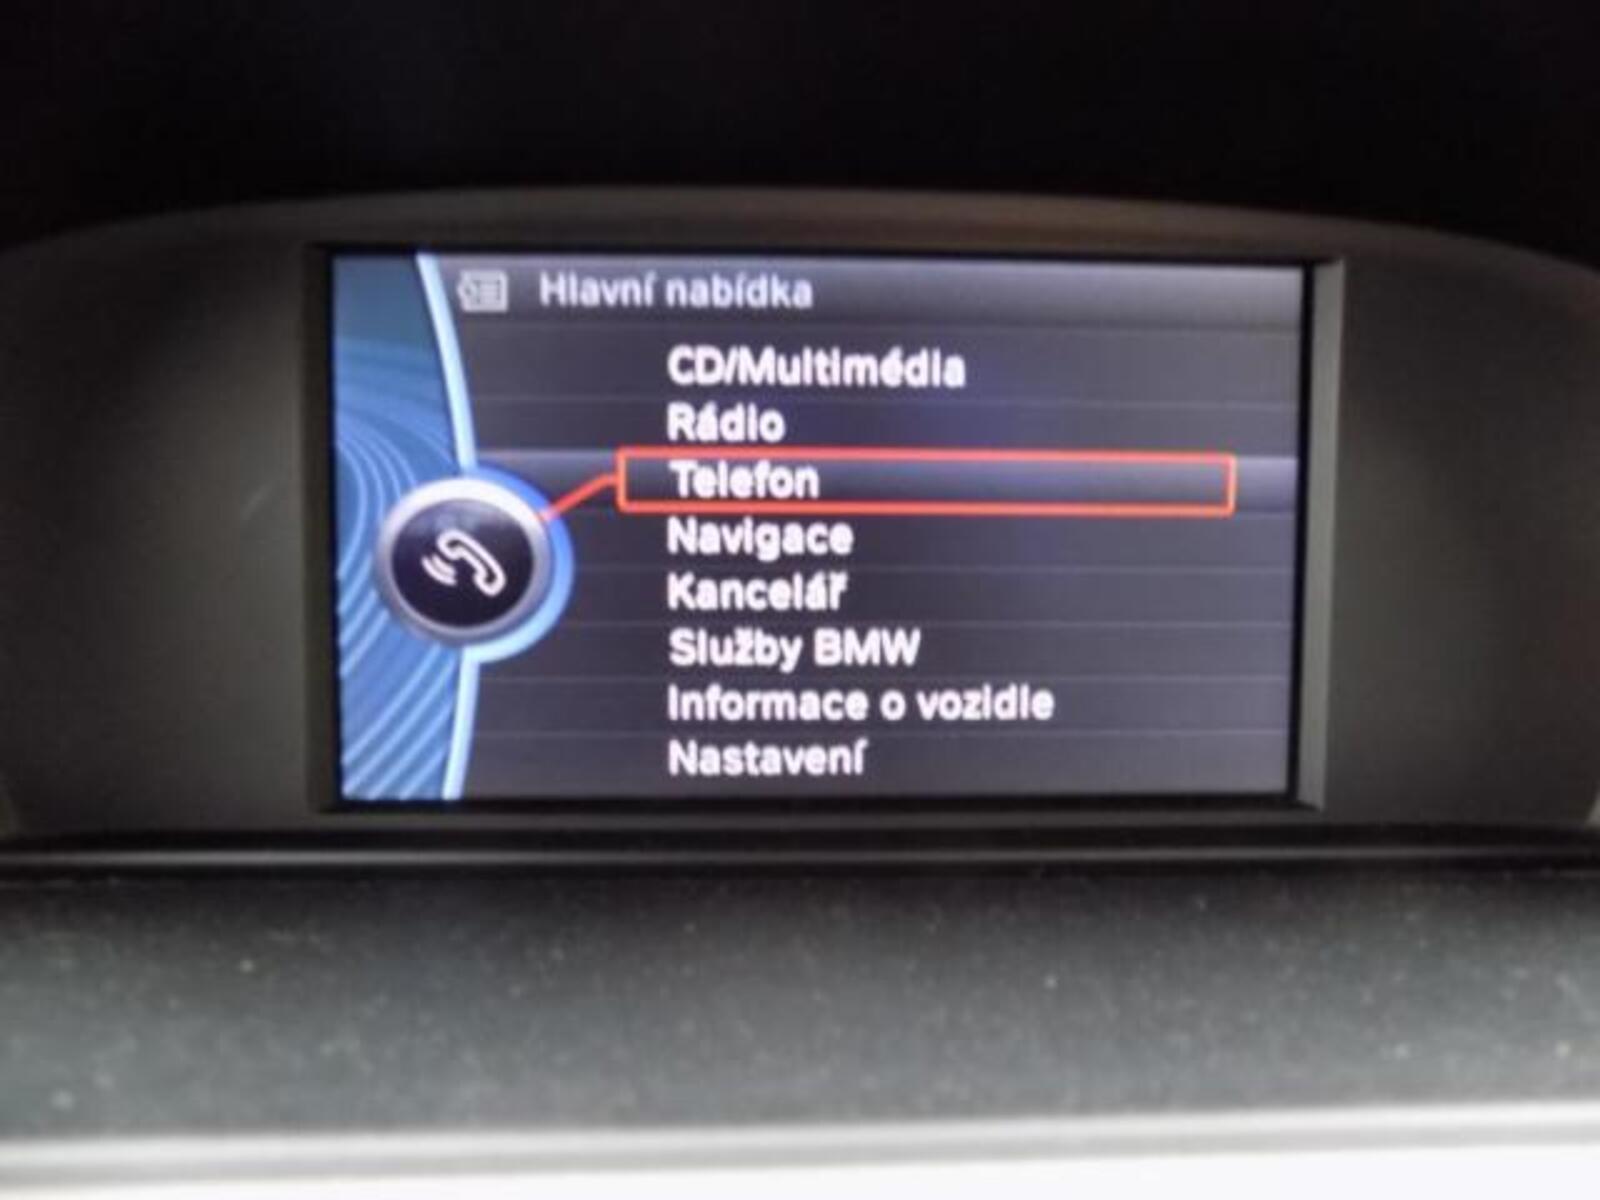 Hlavní nabídka
CD/Multimédia
Rádio
Telefon
Navigace
Kancelář
Služby BMW
Informace o vozidle
Nastavení